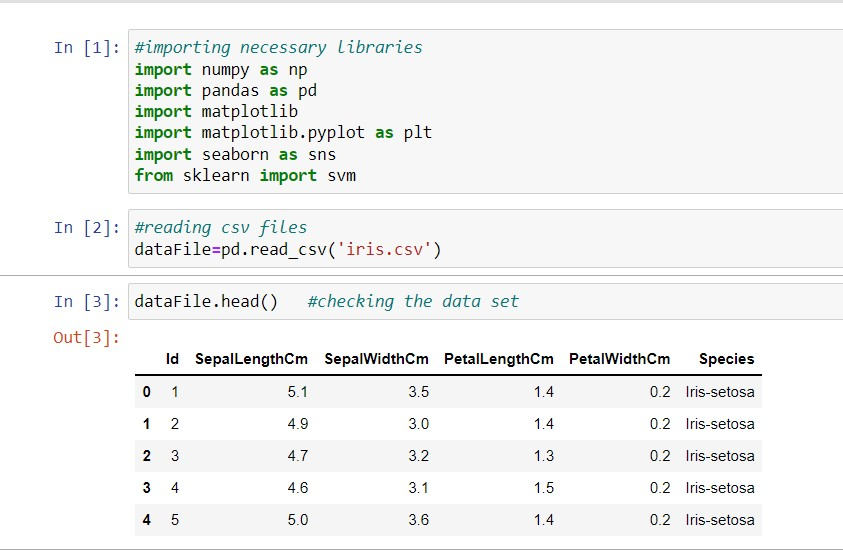 In [1]: #importing necessary libraries
import numpy as np
import pandas as pd
import matplotlib
import matplotlib.pyplot as plt
import seaborn as sns
from sklearn import svm
In [2]: #reading csv files
dataFile=pd.read_csv('iris.csv')
In [3]: dataFile.head()   #checking the data set
Out[3]:
Id SepalLengthCm SepalWidthCm PetalLengthCm PetalWidthCm Species
0 1 5.1 3.5 1.4 0.2 Iris-setosa
1 2 4.9 3.0 1.4 0.2 Iris-setosa
2 3 4.7 3.2 1.3 0.2 Iris-setosa
3 4 4.6 3.1 1.5 0.2 Iris-setosa
4 5 5.0 3.6 1.4 0.2 Iris-setosa